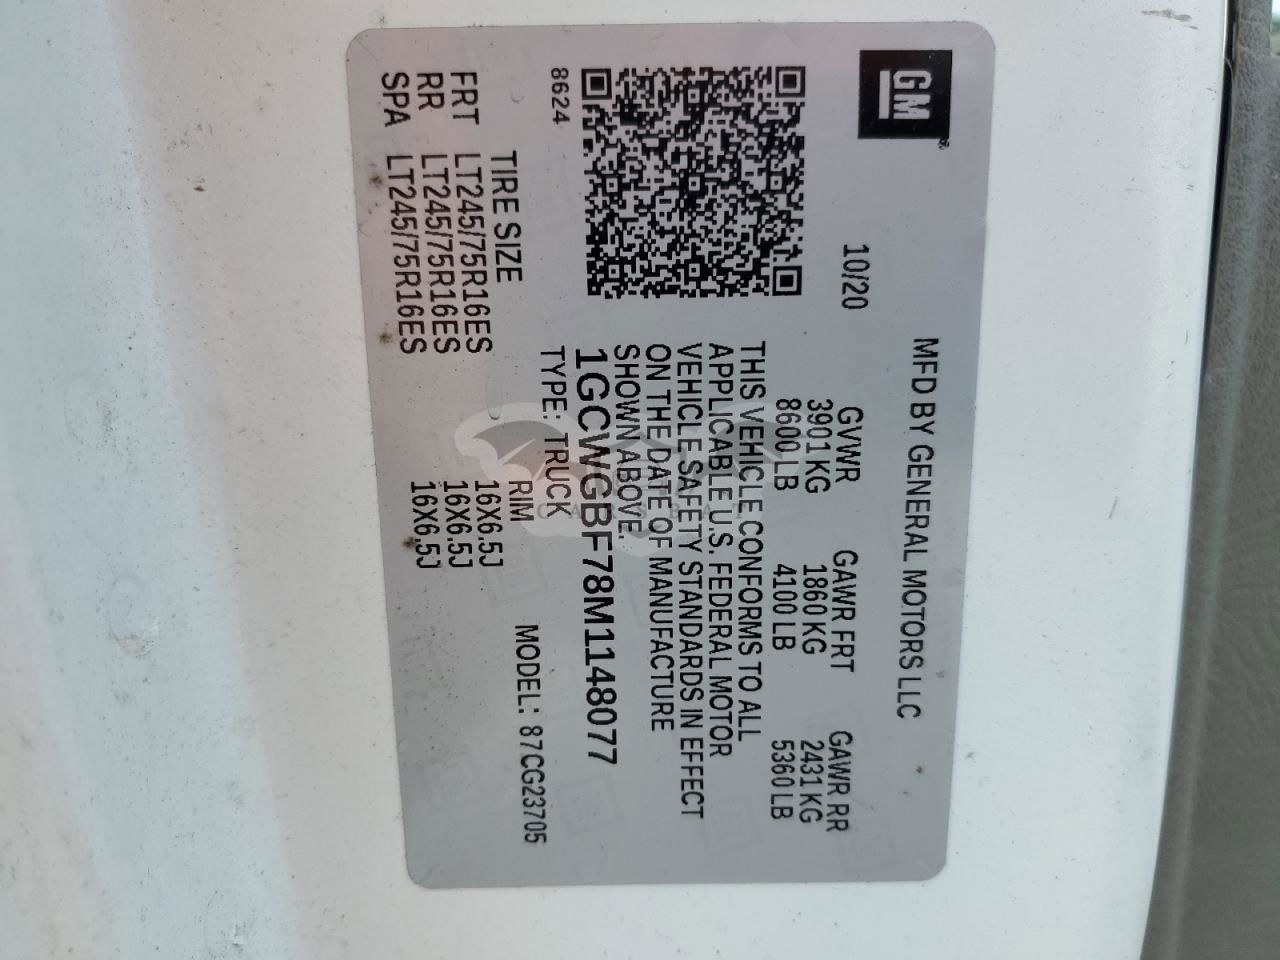 GM
MFD BY GENERAL MOTORS LLC
10/20
GVWR GAWR FRT GAWR RR
3901 KG 1860 KG 2431 KG
8600 LB 4100 LB 5360 LB
THIS VEHICLE CONFORMS TO ALL
APPLICABLE U.S. FEDERAL MOTOR
VEHICLE SAFETY STANDARDS IN EFFECT
ON THE DATE OF MANUFACTURE
SHOWN ABOVE.
1GCWGBF78M1148077
8624
TYPE: TRUCK
MODEL: 87CG23705
TIRE SIZE RIM
FRT LT245/75R16ES 16X6.5J
RR LT245/75R16ES 16X6.5J
SPA LT245/75R16ES 16X6.5J